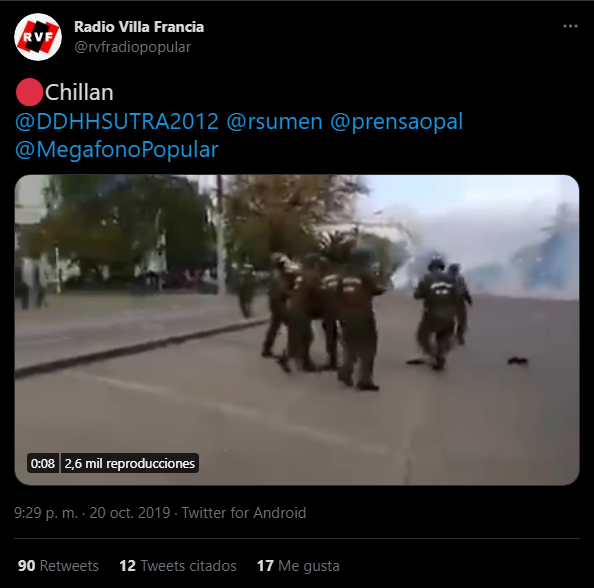 RVF
Radio Villa Francia
@rvfradiopopular
Chillan
@DDHHSUTRA2012 @rsumen @prensaopal
@MegafonoPopular
0:08 2,6 mil reproducciones
9:29 p. m. · 20 oct. 2019 · Twitter for Android
90 Retweets 12 Tweets citados 17 Me gusta